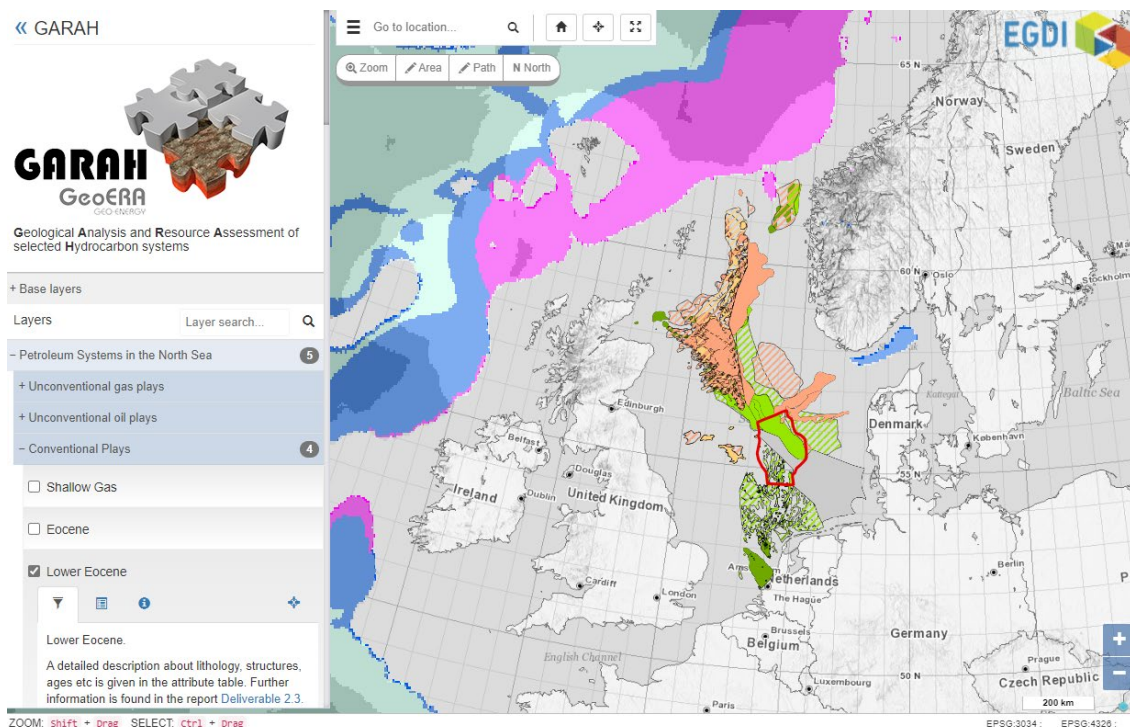 « GARAH
GARAH
GeoERA
GEO-ENERGY
Geological Analysis and Resource Assessment of
selected Hydrocarbon systems
+ Base layers
Layers
Layer search...
− Petroleum Systems in the North Sea 5
+ Unconventional gas plays
+ Unconventional oil plays
− Conventional Plays 4
Shallow Gas
Eocene
Lower Eocene
Lower Eocene.
A detailed description about lithology, structures,
ages etc is given in the attribute table. Further
information is found in the report Deliverable 2.3.
ZOOM: Shift + Drag SELECT: Ctrl + Drag
Go to location...
Zoom Area Path N North
EGDI
65 N
Norway
Sweden
60 N
Oslo
Stockholm
Edinburgh
Kattegat
Baltic Sea
Denmark
København
Belfast
Douglas
55 N
Ireland
Dublin
United Kingdom
Berlin
Netherlands
Cardiff
London
The Hague
Brussels
Belgium
Germany
English Channel
Prague
Luxembourg
50 N
Czech Republic
Paris
200 km
+
−
EPSG:3034 : EPSG:4326 :